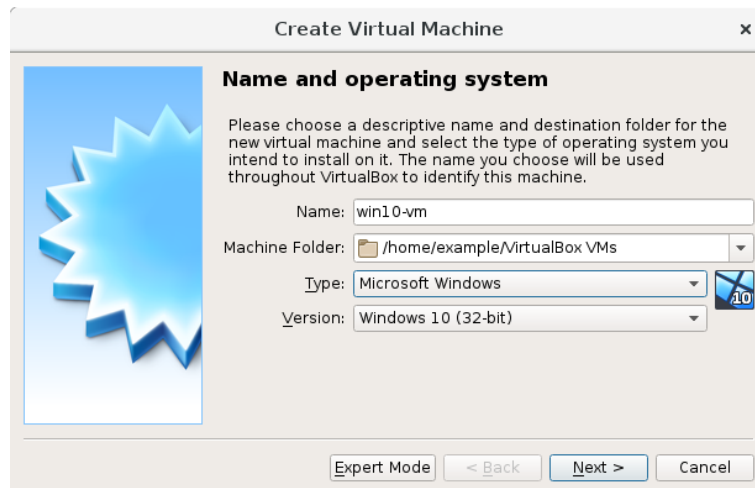 Create Virtual Machine ×
Name and operating system
Please choose a descriptive name and destination folder for the
new virtual machine and select the type of operating system you
intend to install on it. The name you choose will be used
throughout VirtualBox to identify this machine.
Name: win10-vm
Machine Folder: /home/example/VirtualBox VMs
Type: Microsoft Windows
10
Version: Windows 10 (32-bit)
Expert Mode < Back Next > Cancel